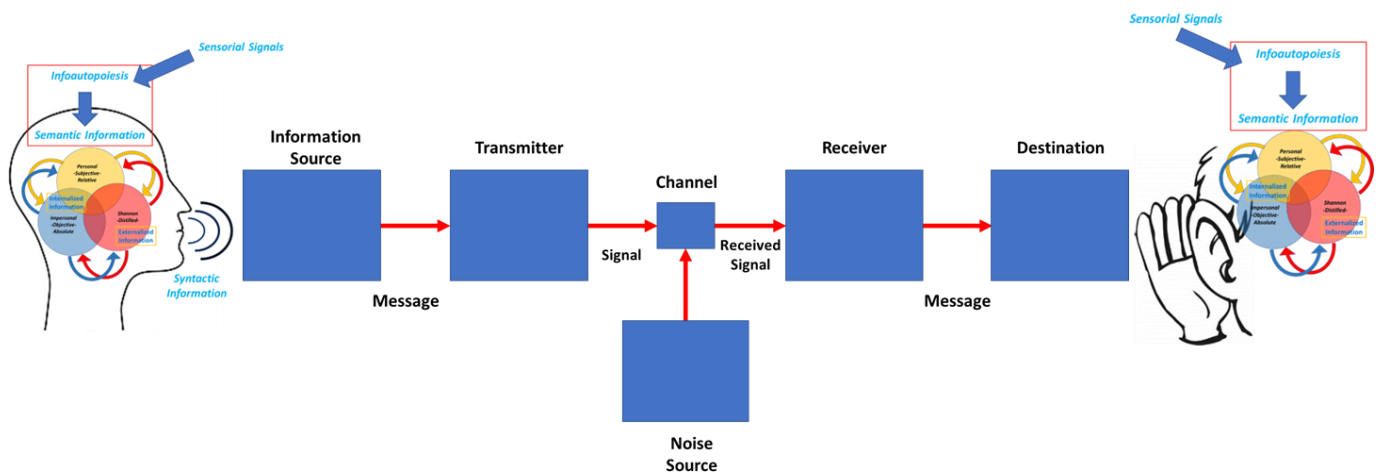 Sensorial Signals
Infoautopoiesis
Semantic Information
Personal
-Subjective-
Relative
Internalized
Information
Impersonal
-Objective-
Absolute
Shannon
-Distilled-
Externalized
Information
Syntactic
Information
Information
Source
Message
Transmitter
Signal
Channel
Noise
Source
Received
Signal
Receiver
Message
Destination
Sensorial Signals
Infoautopoiesis
Semantic Information
Personal
-Subjective-
Relative
Internalized
Information
Impersonal
-Objective-
Absolute
Shannon
-Distilled-
Externalized
Information